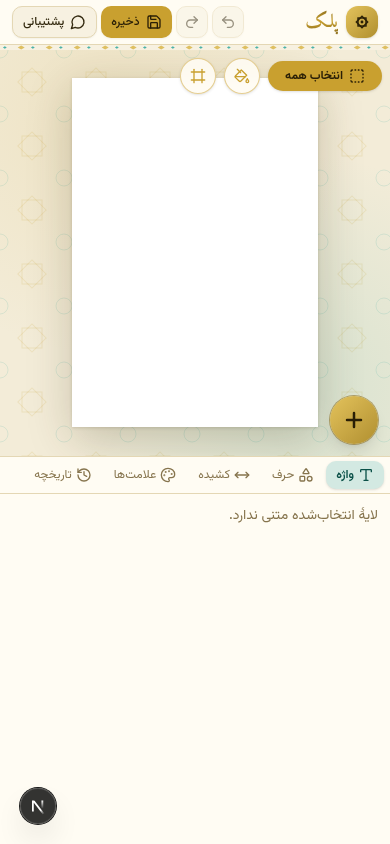 پلک
ذخیره
پشتیبانی
انتخاب همه
واژه
حرف
کشیده
علامت‌ها
تاریخچه
لایهٔ انتخاب‌شده متنی ندارد.
N